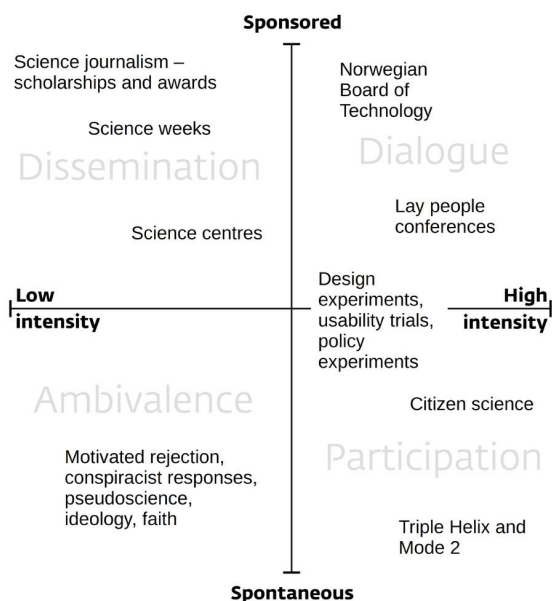 Sponsored
Science journalism –
scholarships and awards
Norwegian
Board of
Technology
Science weeks
Dissemination
Dialogue
Lay people
conferences
Science centres
Design
experiments,
usability trials,
policy
experiments
Low
intensity
High
intensity
Ambivalence
Citizen science
Motivated rejection,
conspiracist responses,
pseudoscience,
ideology, faith
Participation
Triple Helix and
Mode 2
Spontaneous